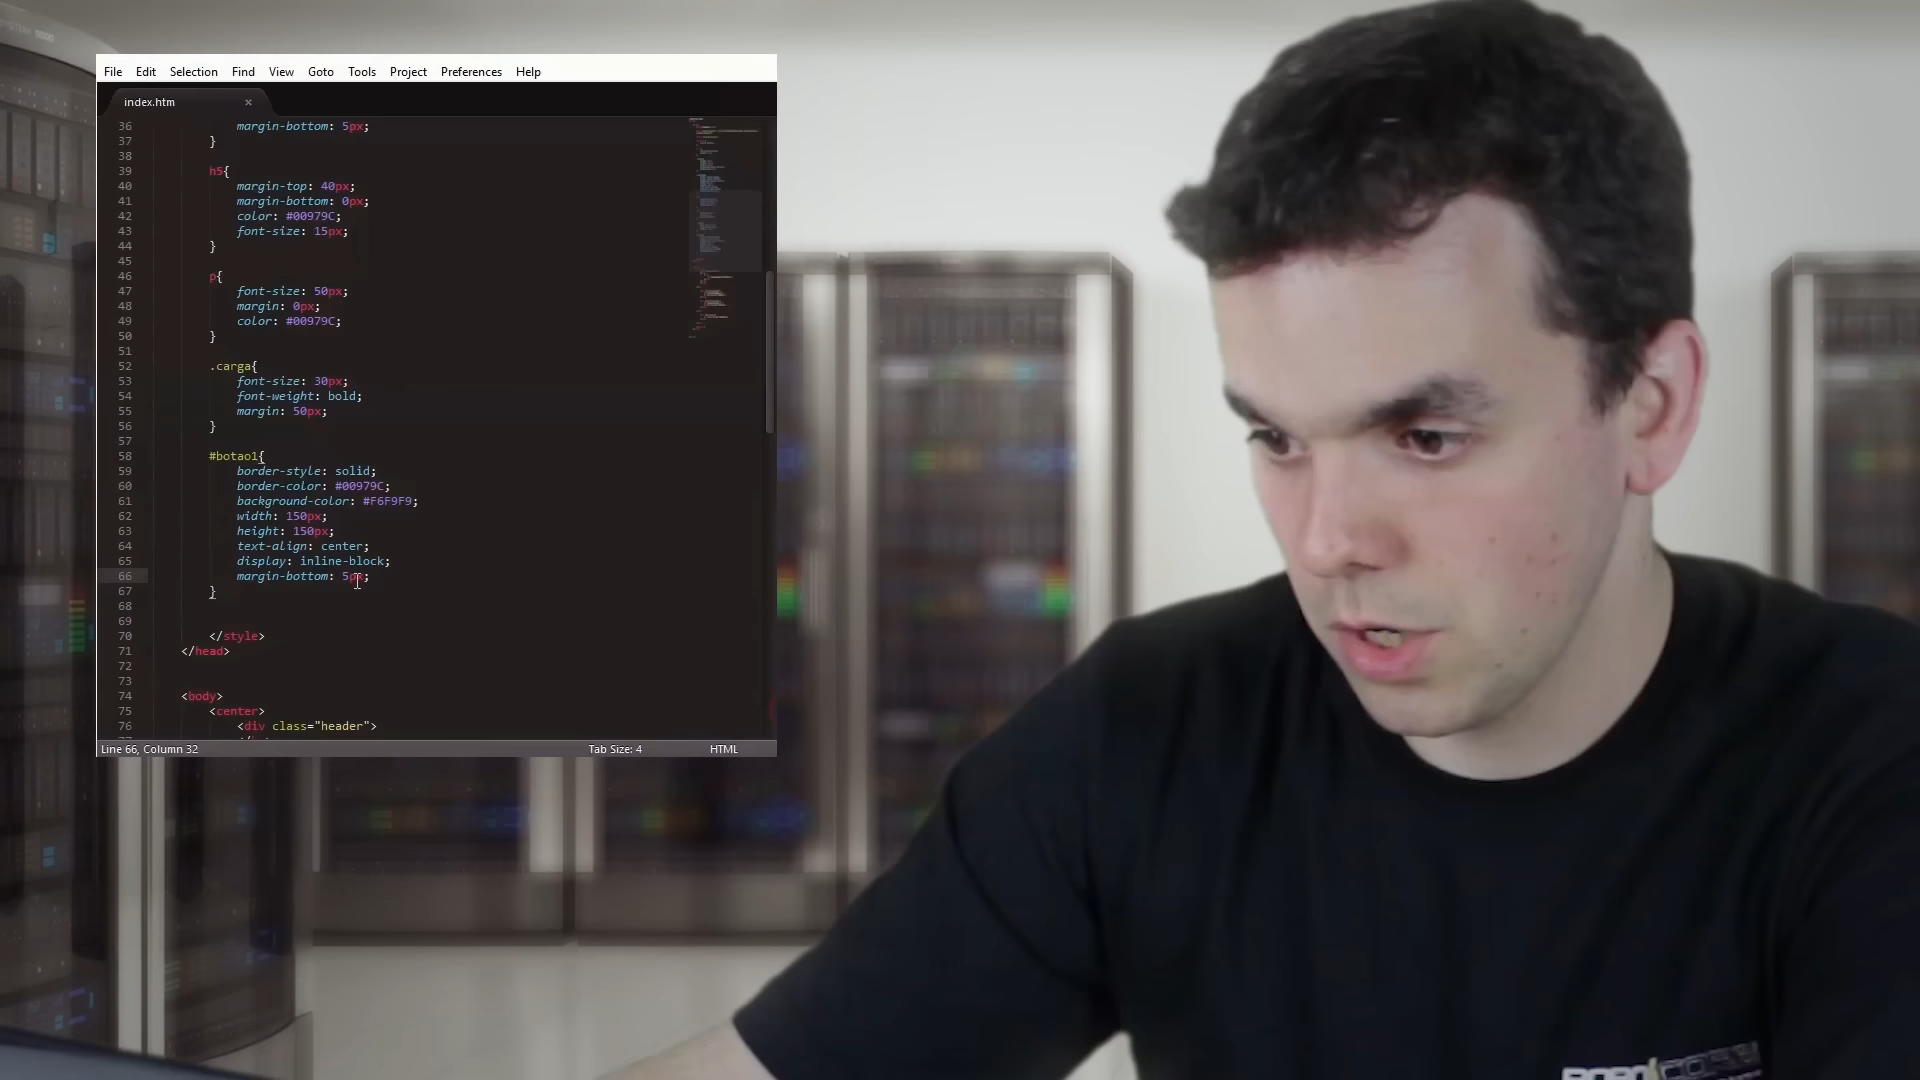 File Edit Selection Find View Goto Tools Project Preferences Help
index.htm ×
36 margin-bottom: 5px;
37 }
38
39 h5{
40 margin-top: 40px;
41 margin-bottom: 0px;
42 color: #00979C;
43 font-size: 15px;
44 }
45
46 p{
47 font-size: 50px;
48 margin: 0px;
49 color: #00979C;
50 }
51
52 .carga{
53 font-size: 30px;
54 font-weight: bold;
55 margin: 50px;
56 }
57
58 #botao1{
59 border-style: solid;
60 border-color: #00979C;
61 background-color: #F6F9F9;
62 width: 150px;
63 height: 150px;
64 text-align: center;
65 display: inline-block;
66 margin-bottom: 5px;
67 }
68
69
70 </style>
71 </head>
72
73
74 <body>
75 <center>
76 <div class="header">
Line 66, Column 32 Tab Size: 4 HTML